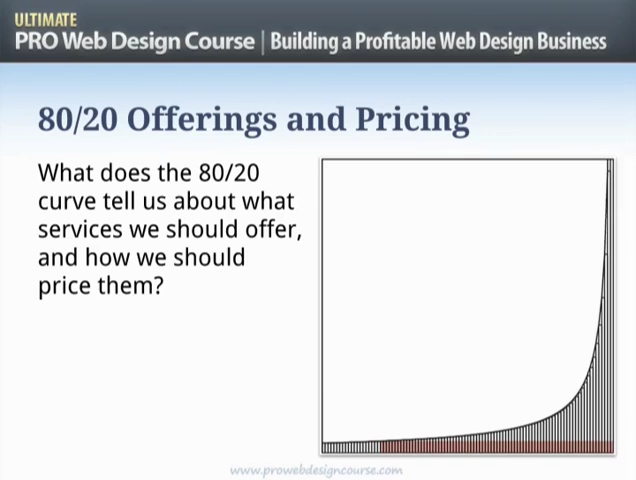 ULTIMATE
PRO Web Design Course | Building a Profitable Web Design Business
80/20 Offerings and Pricing
What does the 80/20
curve tell us about what
services we should offer,
and how we should
price them?
www.prowebdesigncourse.com